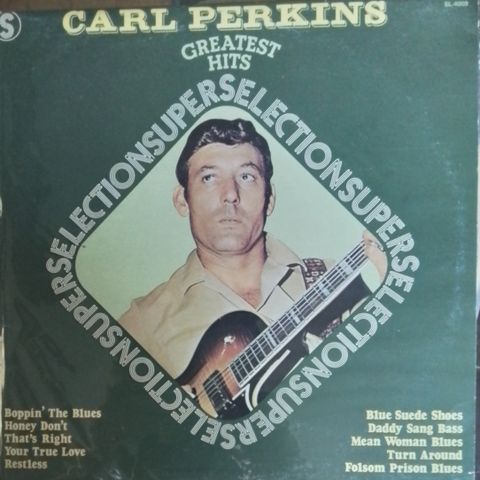 CARL PERKINS
S
GREATEST
HITS
SUPERSELECTIONSUPERSELECTIONSUPERSELECTIONSUPERSELECTION
Boppin' The Blues
Honey Don't
That's Right
Your True Love
Restless
Blue Suede Shoes
Daddy Sang Bass
Mean Woman Blues
Turn Around
Folsom Prison Blues